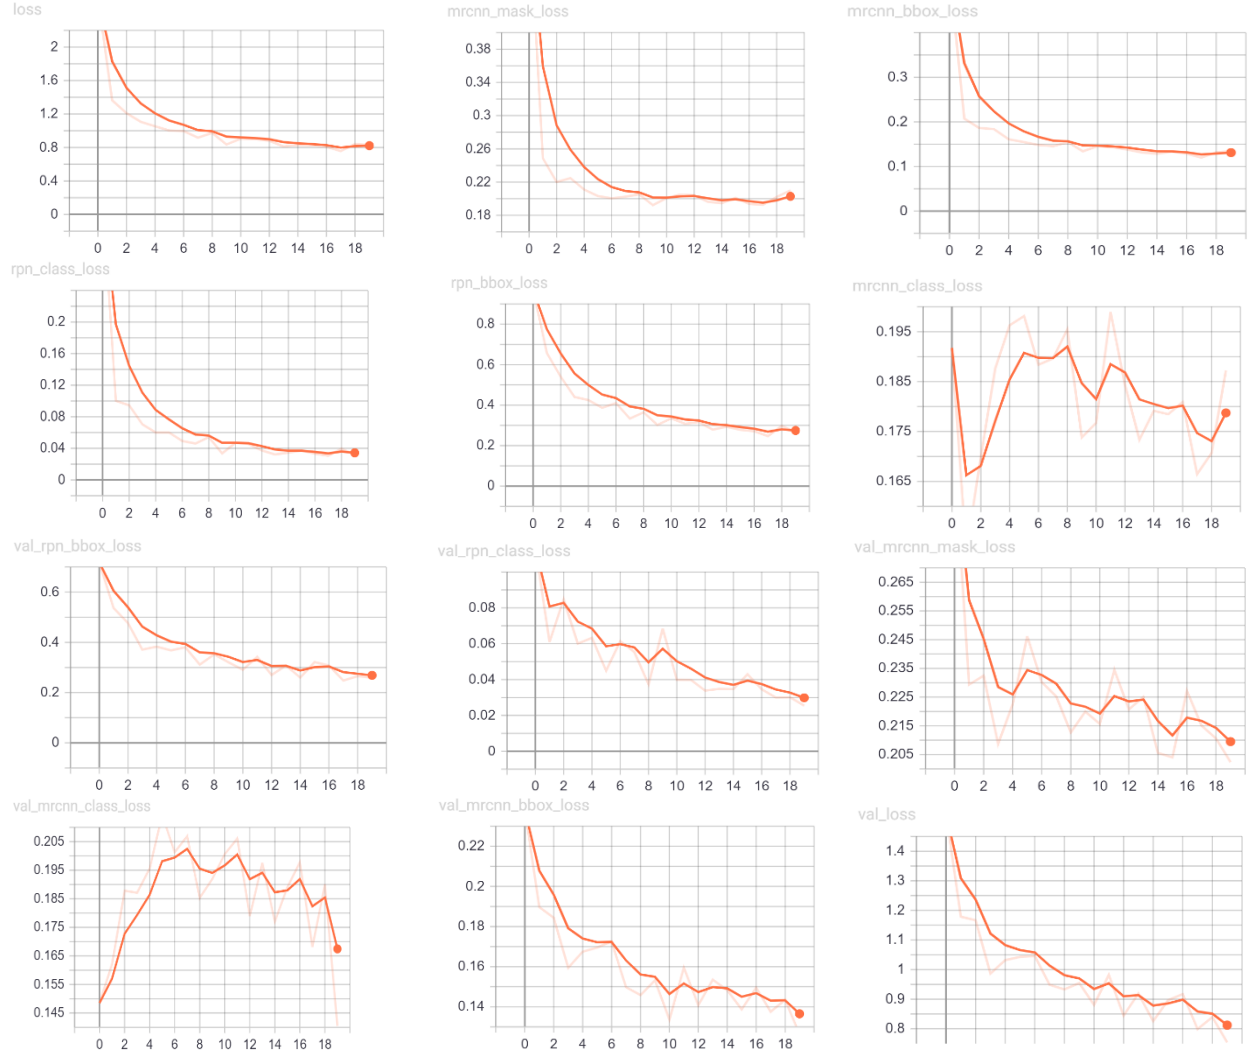 loss
2
1.6
1.2
0.8
0.4
0
0 2 4 6 8 10 12 14 16 18
mrcnn_mask_loss
0.38
0.34
0.3
0.26
0.22
0.18
0 2 4 6 8 10 12 14 16 18
mrcnn_bbox_loss
0.3
0.2
0.1
0
0 2 4 6 8 10 12 14 16 18
rpn_class_loss
0.2
0.16
0.12
0.08
0.04
0
0 2 4 6 8 10 12 14 16 18
rpn_bbox_loss
0.8
0.6
0.4
0.2
0
0 2 4 6 8 10 12 14 16 18
mrcnn_class_loss
0.195
0.185
0.175
0.165
0 2 4 6 8 10 12 14 16 18
val_rpn_bbox_loss
0.6
0.4
0.2
0
0 2 4 6 8 10 12 14 16 18
val_rpn_class_loss
0.08
0.06
0.04
0.02
0
0 2 4 6 8 10 12 14 16 18
val_mrcnn_mask_loss
0.265
0.255
0.245
0.235
0.225
0.215
0.205
0 2 4 6 8 10 12 14 16 18
val_mrcnn_class_loss
0.205
0.195
0.185
0.175
0.165
0.155
0.145
0 2 4 6 8 10 12 14 16 18
val_mrcnn_bbox_loss
0.22
0.2
0.18
0.16
0.14
0 2 4 6 8 10 12 14 16 18
val_loss
1.4
1.3
1.2
1.1
1
0.9
0.8